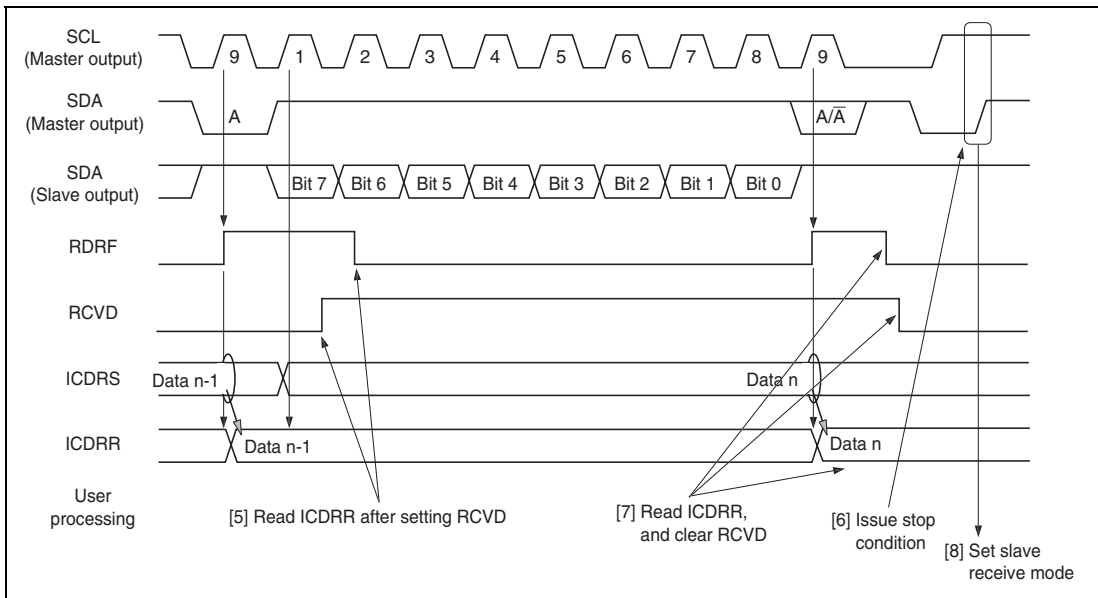 SCL
(Master output)
9 1 2 3 4 5 6 7 8 9
SDA
(Master output)
A A/A̅
SDA
(Slave output)
Bit 7 Bit 6 Bit 5 Bit 4 Bit 3 Bit 2 Bit 1 Bit 0
RDRF
RCVD
ICDRS
Data n-1 Data n
ICDRR
Data n-1 Data n
User
processing
[5] Read ICDRR after setting RCVD
[7] Read ICDRR,
and clear RCVD
[6] Issue stop
condition
[8] Set slave
receive mode